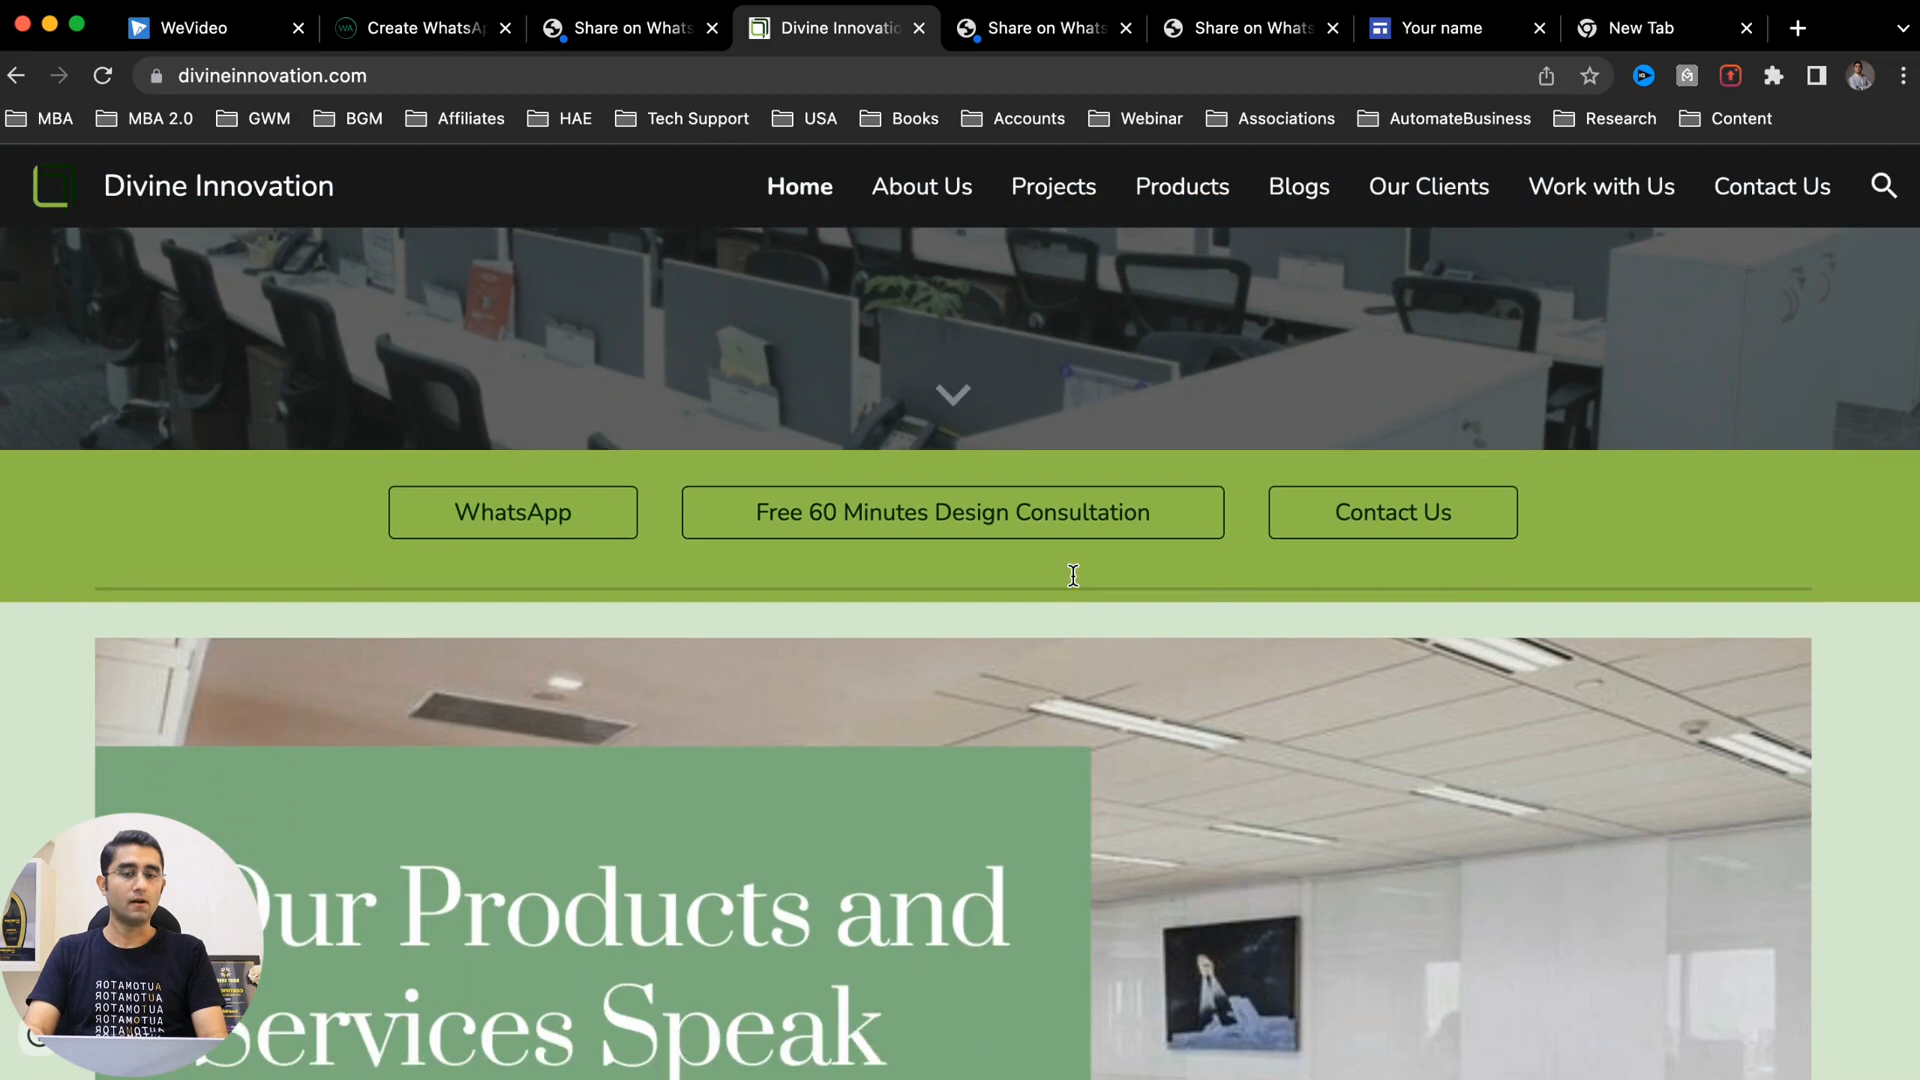 WeVideo
Create WhatsAp
Share on Whats
Divine Innovatio
Share on Whats
Share on Whats
Your name
New Tab
divineinnovation.com
MBA
MBA 2.0
GWM
BGM
Affiliates
HAE
Tech Support
USA
Books
Accounts
Webinar
Associations
AutomateBusiness
Research
Content
Divine Innovation
Home
About Us
Projects
Products
Blogs
Our Clients
Work with Us
Contact Us
WhatsApp
Free 60 Minutes Design Consultation
Contact Us
Our Products and
Services Speak